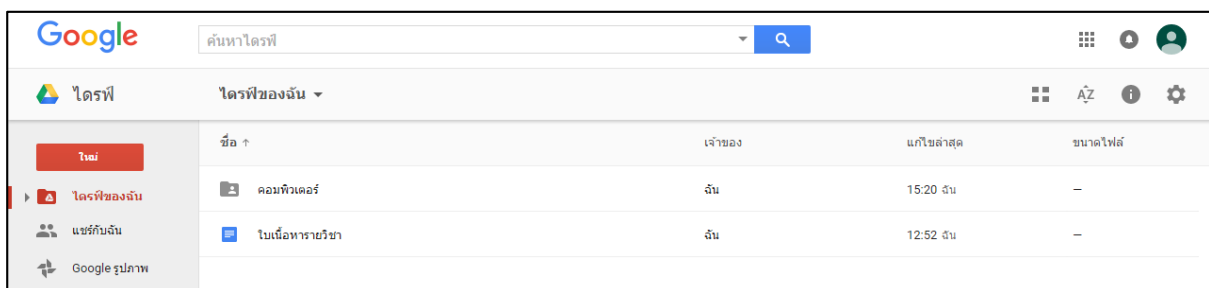 Google ค้นหาไดรฟ์
ไดรฟ์ ไดรฟ์ของฉัน AZ
ใหม่
ชื่อ ↑ เจ้าของ แก้ไขล่าสุด ขนาดไฟล์
ไดรฟ์ของฉัน
คอมพิวเตอร์ ฉัน 15:20 ฉัน —
แชร์กับฉัน
ใบเนื้อหารายวิชา ฉัน 12:52 ฉัน —
Google รูปภาพ